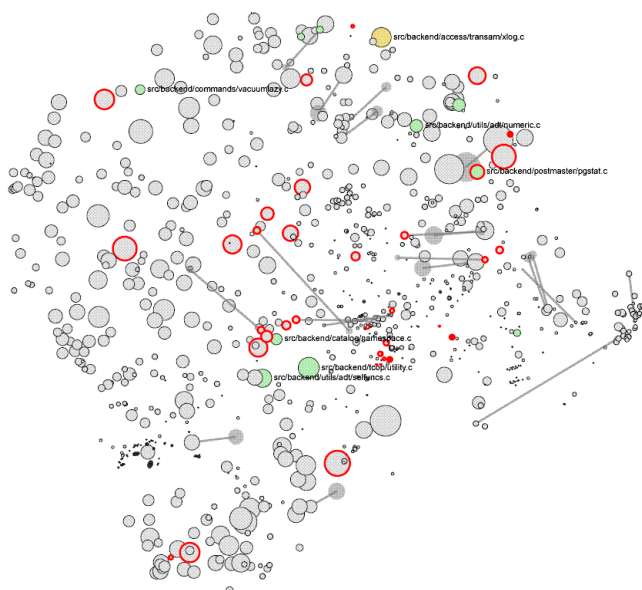 src/backend/access/transam/xlog.c
src/backend/commands/vacuumlazy.c
src/backend/utils/adt/numeric.c
src/backend/postmaster/pgstat.c
src/backend/catalog/namespace.c
src/backend/tcop/utility.c
src/backend/utils/adt/selfuncs.c